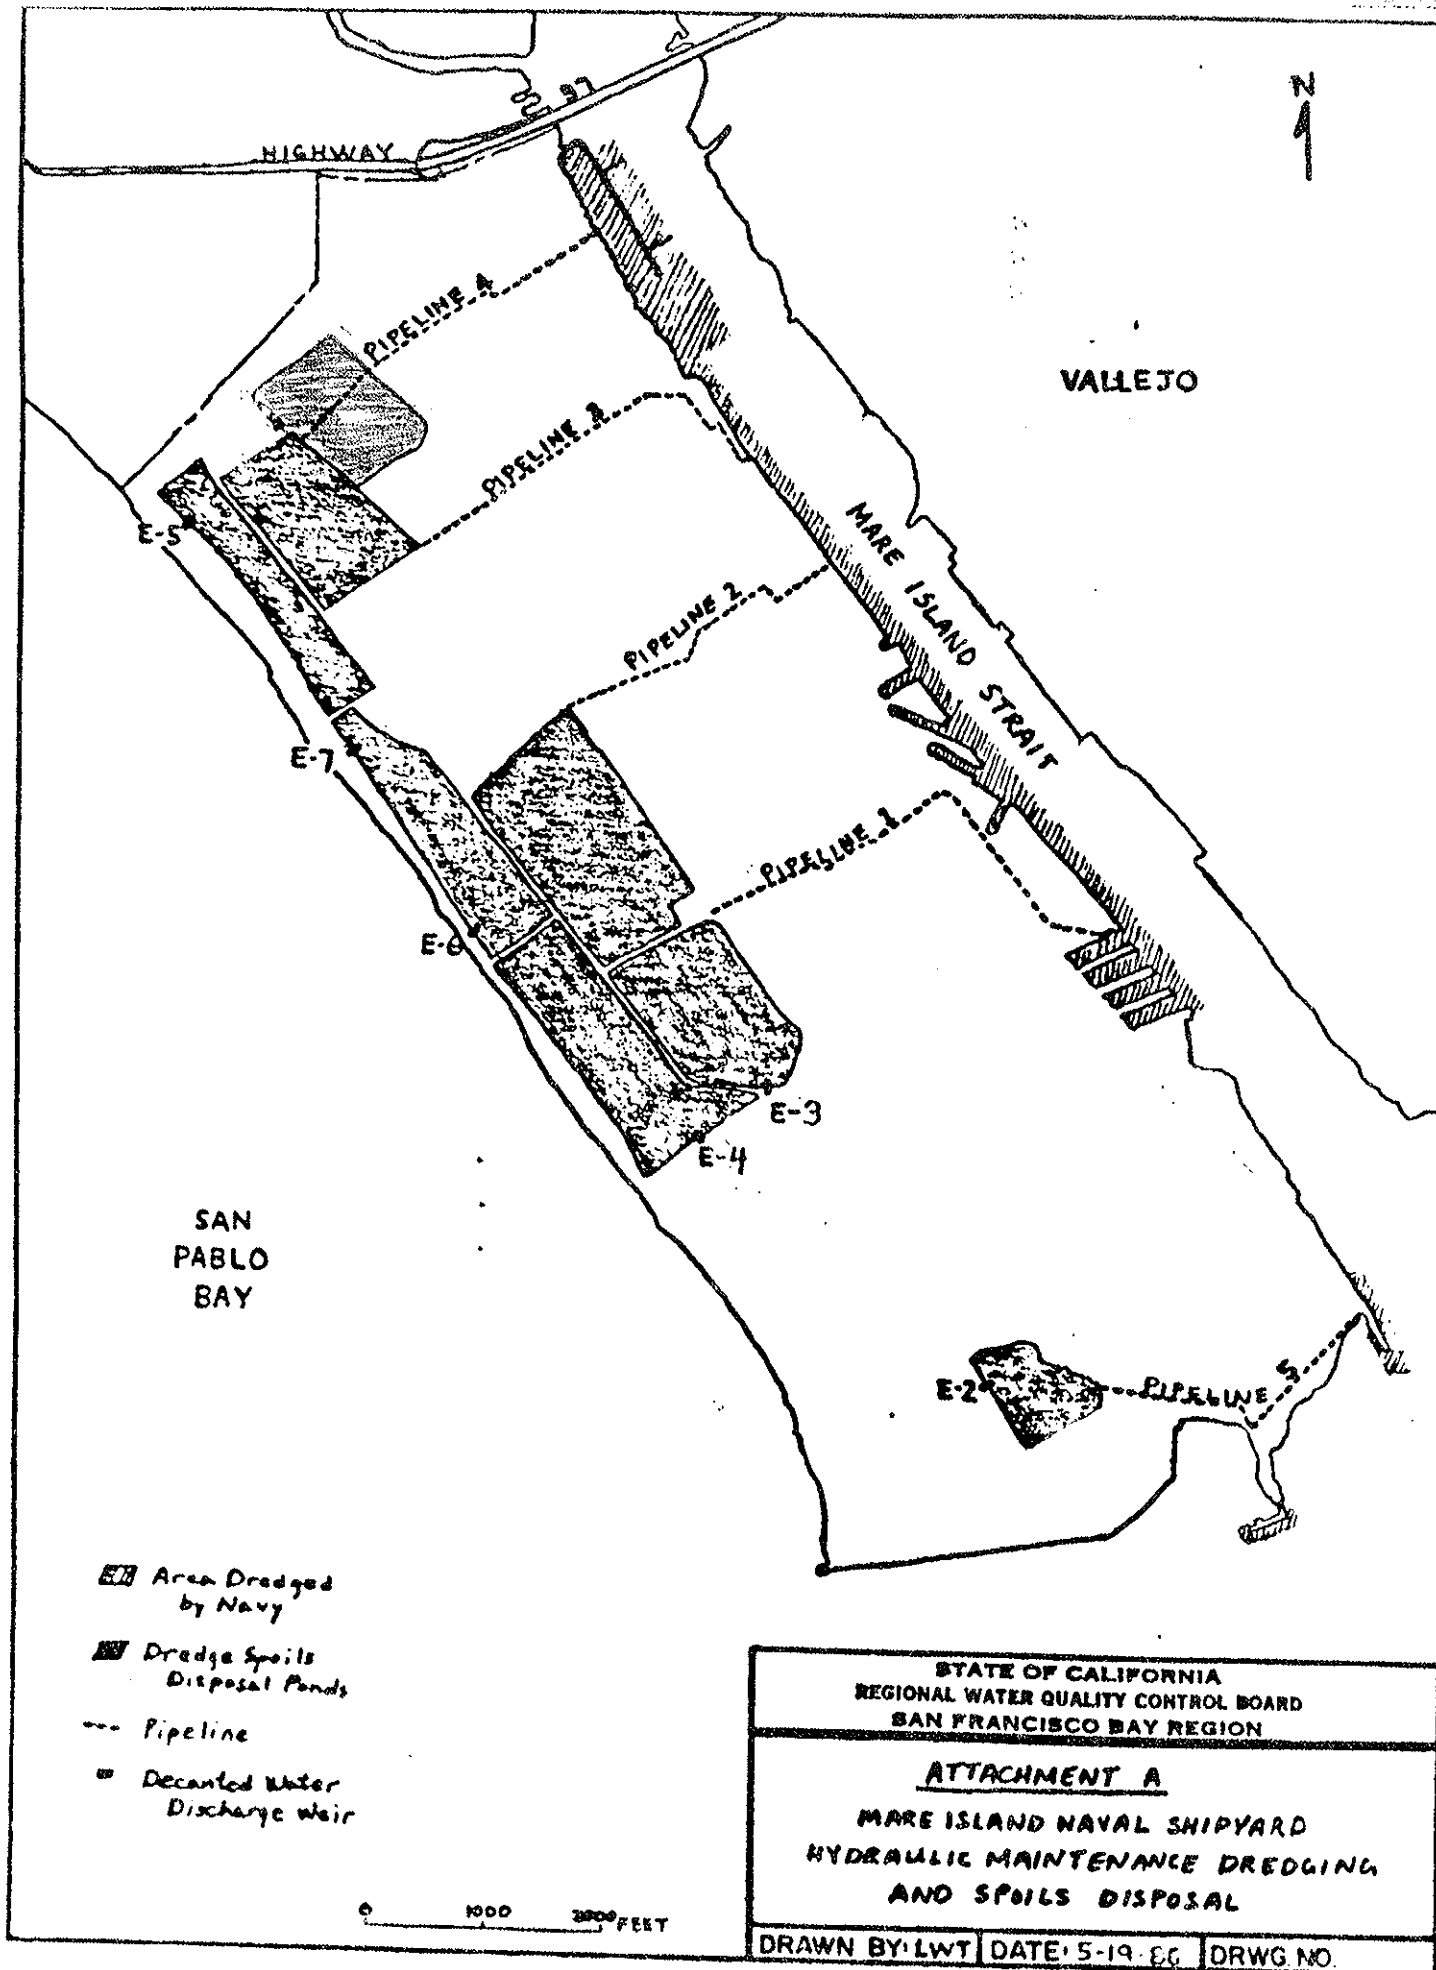 N
HIGHWAY
37
PIPELINE 4
VALLEJO
PIPELINE 3
MARE ISLAND STRAIT
E-5
PIPELINE 2
E-7
PIPELINE 1
E-6
E-3
E-4
SAN
PABLO
BAY
E-2
PIPELINE 5
Area Dredged
by Navy
Dredge Spoils
Disposal Ponds
Pipeline
Decanted Water
Discharge Weir
0 1000 2000 FEET
STATE OF CALIFORNIA
REGIONAL WATER QUALITY CONTROL BOARD
SAN FRANCISCO BAY REGION
ATTACHMENT A
MARE ISLAND NAVAL SHIPYARD
HYDRAULIC MAINTENANCE DREDGING
AND SPOILS DISPOSAL
DRAWN BY: LWT DATE: 5-19-86 DRWG. NO.